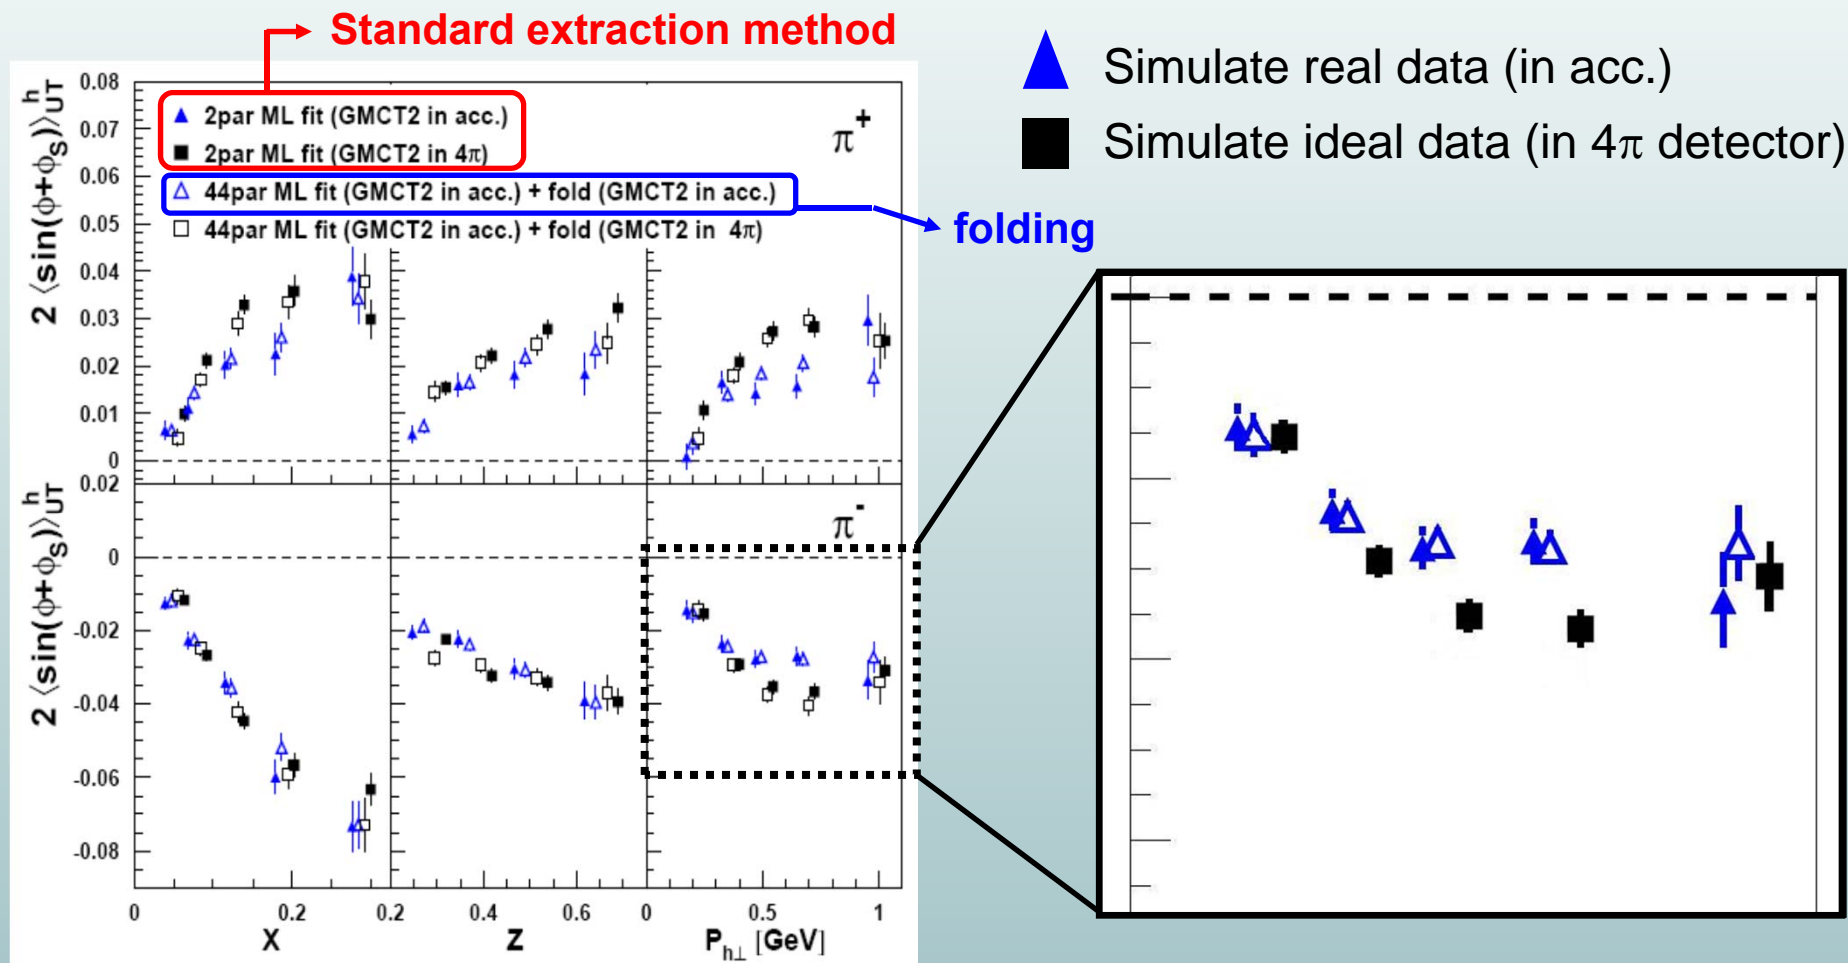 Standard extraction method
Simulate real data (in acc.)
Simulate ideal data (in 4π detector)
folding
2 ⟨sin(ϕ+ϕS)⟩hUT
0.08
0.07
0.06
0.05
0.04
0.03
0.02
0.01
0
2par ML fit (GMCT2 in acc.)
2par ML fit (GMCT2 in 4π)
44par ML fit (GMCT2 in acc.) + fold (GMCT2 in acc.)
44par ML fit (GMCT2 in acc.) + fold (GMCT2 in 4π)
π+
2 ⟨sin(ϕ+ϕS)⟩hUT
0.02
0
-0.02
-0.04
-0.06
-0.08
π-
0 0.2 0.2 0.4 0.6 0 0.5 1
X Z Ph⊥ [GeV]